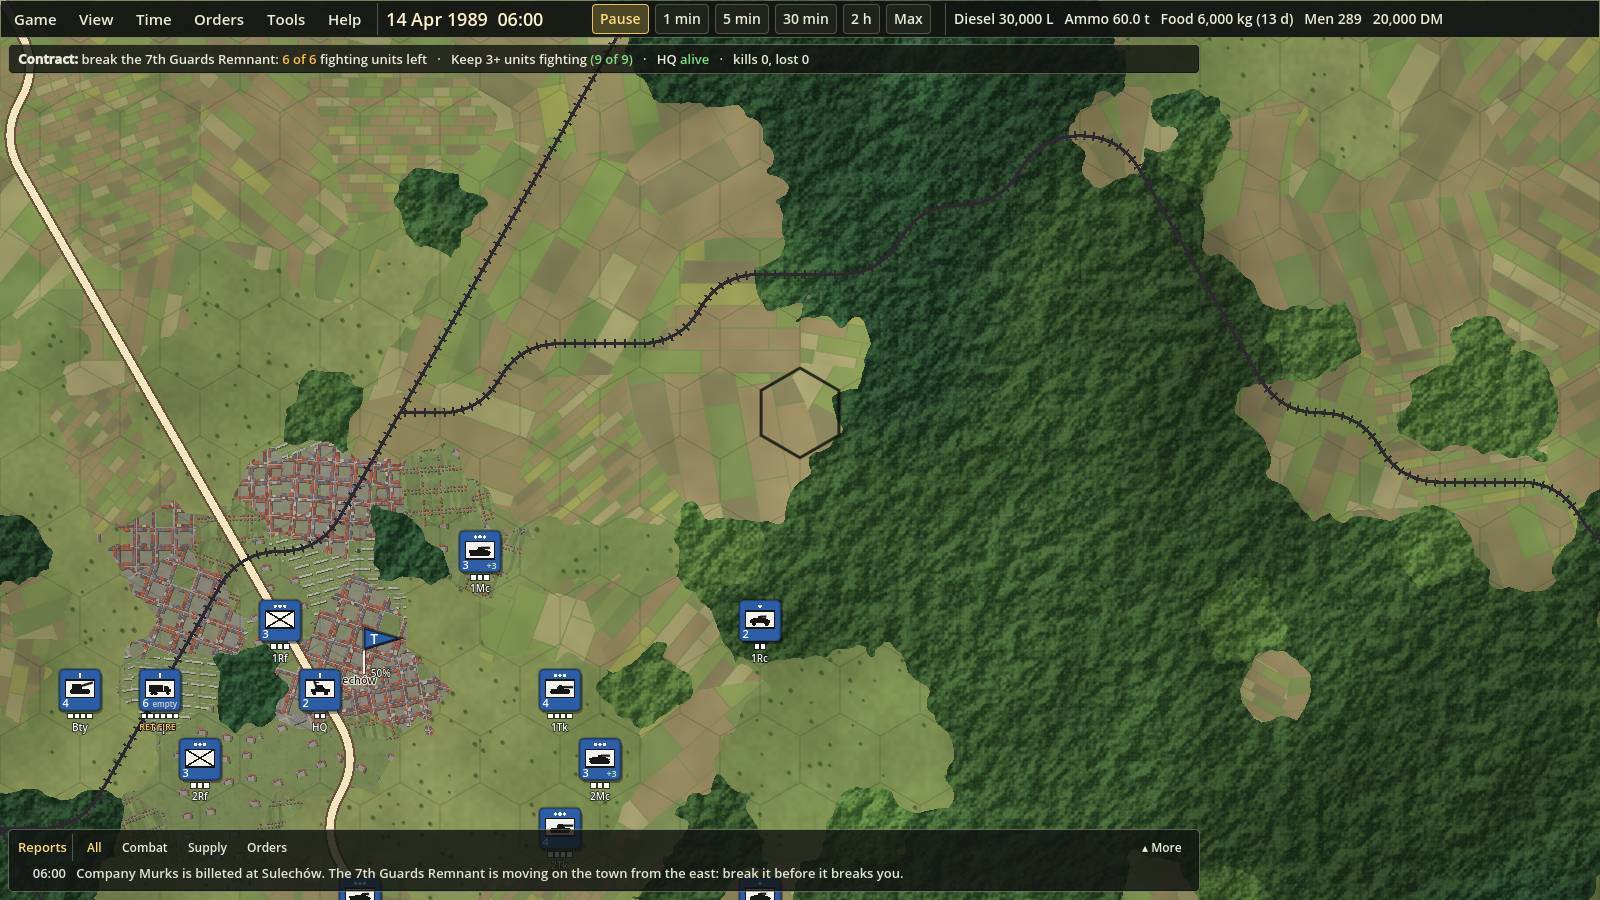 Game View Time Orders Tools Help 14 Apr 1989 06:00 Pause 1 min 5 min 30 min 2 h Max Diesel 30,000 L Ammo 60.0 t Food 6,000 kg (13 d) Men 289 20,000 DM
Contract: break the 7th Guards Remnant: 6 of 6 fighting units left · Keep 3+ units fighting (9 of 9) · HQ alive · kills 0, lost 0
3 +3
1Mc
3
1Rf
2
1Rc
T
50%
4
Bty
6 empty
2
HQ
4
1Tk
3
2Rf
3 +3
2Mc
4
Reports All Combat Supply Orders ▴ More
06:00 Company Murks is billeted at Sulechów. The 7th Guards Remnant is moving on the town from the east: break it before it breaks you.